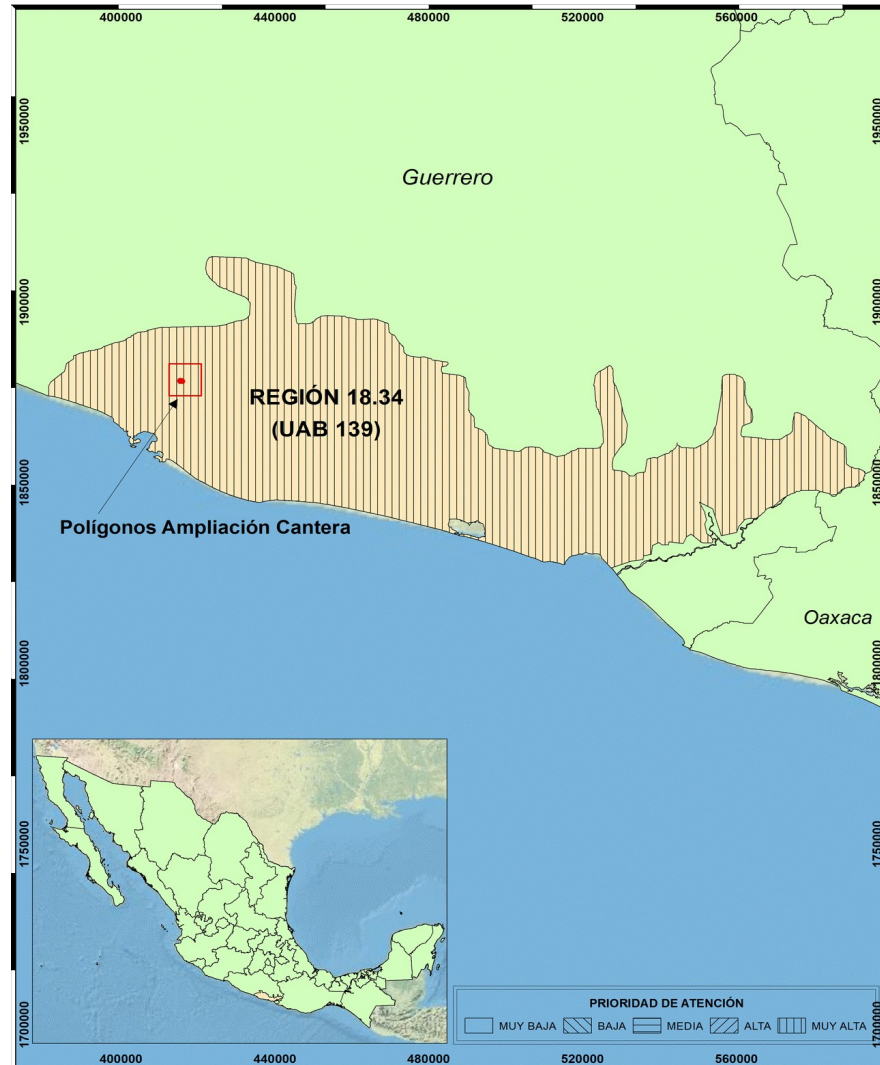 400000 440000 480000 520000 560000
1950000 1950000
Guerrero
1900000 1900000
REGIÓN 18.34
(UAB 139)
1850000 1850000
Polígonos Ampliación Cantera
Oaxaca
1800000 1800000
1750000 1750000
PRIORIDAD DE ATENCIÓN
MUY BAJA BAJA MEDIA ALTA MUY ALTA
1700000 1700000
400000 440000 480000 520000 560000